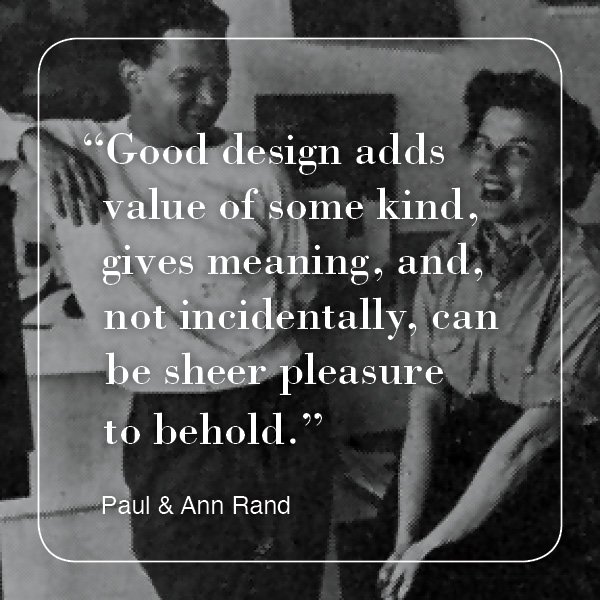 “Good design adds
value of some kind,
gives meaning, and,
not incidentally, can
be sheer pleasure
to behold.”
Paul & Ann Rand